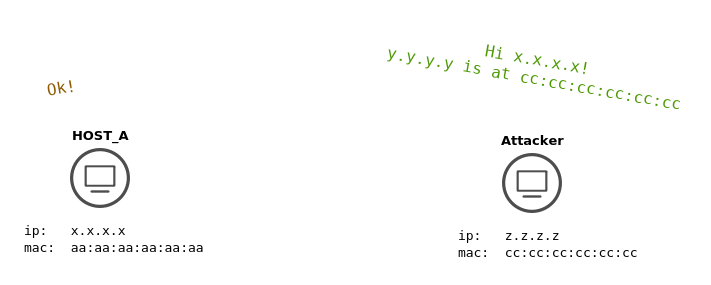 Hi x.x.x.x!
y.y.y.y is at cc:cc:cc:cc:cc:cc
Ok!
HOST_A
ip: x.x.x.x
mac: aa:aa:aa:aa:aa:aa
Attacker
ip: z.z.z.z
mac: cc:cc:cc:cc:cc:cc